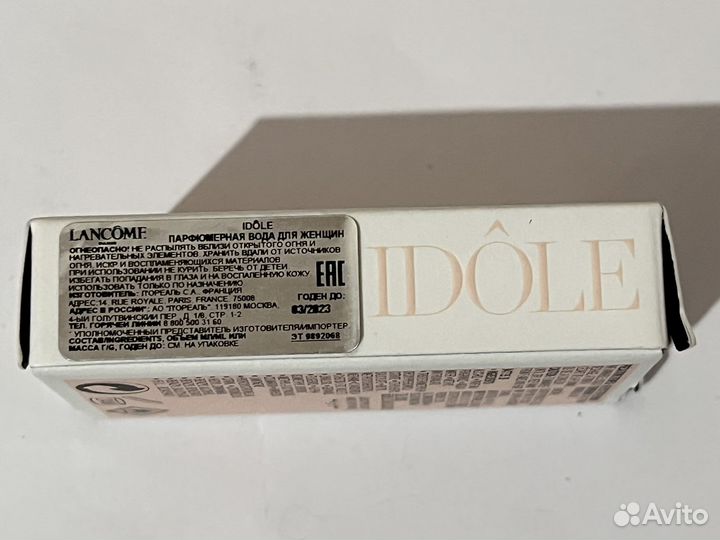 LANCÔME
IDÔLE
ПАРФЮМЕРНАЯ ВОДА ДЛЯ ЖЕНЩИН
ОГНЕОПАСНО! НЕ РАСПЫЛЯТЬ ВБЛИЗИ ОТКРЫТОГО ОГНЯ И
НАГРЕВАТЕЛЬНЫХ ЭЛЕМЕНТОВ. ХРАНИТЬ ВДАЛИ ОТ ИСТОЧНИКОВ
ОГНЯ, ИСКР И ВОСПЛАМЕНЯЮЩИХСЯ МАТЕРИАЛОВ
ПРИ ИСПОЛЬЗОВАНИИ НЕ КУРИТЬ. БЕРЕЧЬ ОТ ДЕТЕЙ
ИЗБЕГАТЬ ПОПАДАНИЯ В ГЛАЗА И НА ВОСПАЛЕННУЮ КОЖУ.
ИСПОЛЬЗОВАТЬ ТОЛЬКО ПО НАЗНАЧЕНИЮ
ИЗГОТОВИТЕЛЬ: Л'ОРЕАЛЬ С.А. ФРАНЦИЯ
АДРЕС:14, RUE ROYALE, PARIS FRANCE, 75008
АДРЕС В РОССИИ*: АО "Л'ОРЕАЛЬ" 119180 МОСКВА,
4-ЫЙ ГОЛУТВИНСКИЙ ПЕР., Д. 1/8, СТР. 1-2
ТЕЛ. ГОРЯЧЕЙ ЛИНИИ 8 800 500 31 60
*УПОЛНОМОЧЕННЫЙ ПРЕДСТАВИТЕЛЬ ИЗГОТОВИТЕЛЯ/ИМПОРТЕР
СОСТАВ/INGREDIENTS, ОБЪЕМ МЛ/ML ИЛИ
МАССА Г/G, ГОДЕН ДО: СМ. НА УПАКОВКЕ
EAC
ГОДЕН ДО:
03/2023
ЭТ 9892068
IDÔLE
Avito